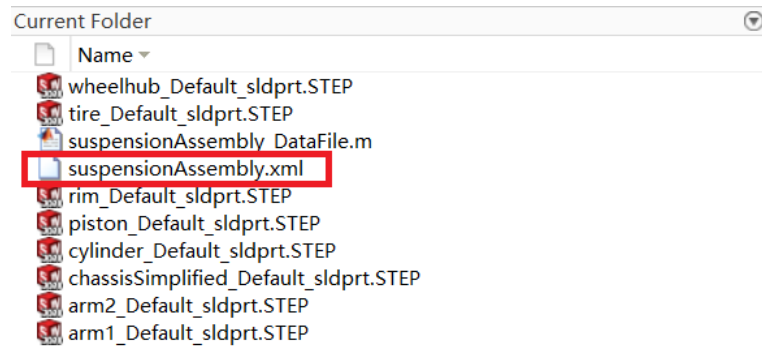 Current Folder
Name
wheelhub_Default_sldprt.STEP
tire_Default_sldprt.STEP
suspensionAssembly_DataFile.m
suspensionAssembly.xml
rim_Default_sldprt.STEP
piston_Default_sldprt.STEP
cylinder_Default_sldprt.STEP
chassisSimplified_Default_sldprt.STEP
arm2_Default_sldprt.STEP
arm1_Default_sldprt.STEP